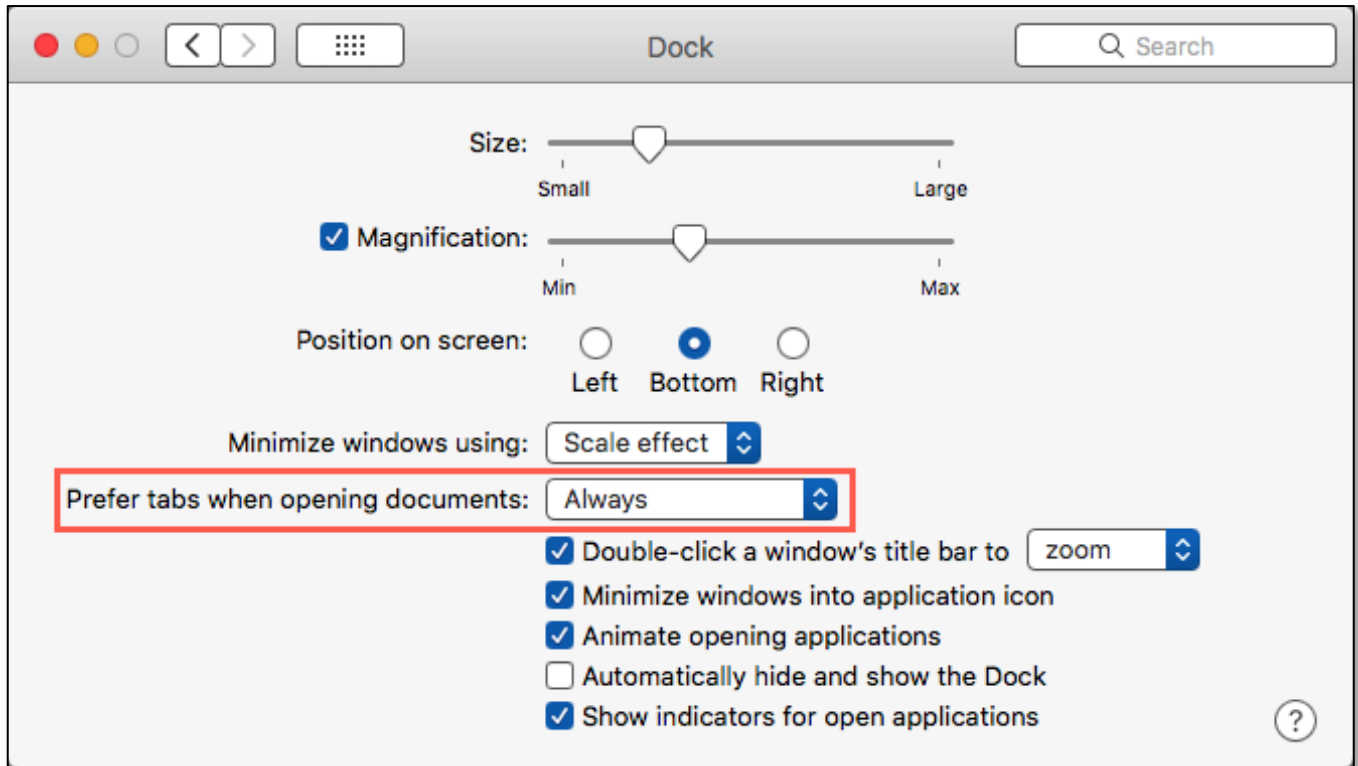 Dock
Search
Size:
Small Large
Magnification:
Min Max
Position on screen:
Left Bottom Right
Minimize windows using: Scale effect
Prefer tabs when opening documents: Always
Double-click a window's title bar to zoom
Minimize windows into application icon
Animate opening applications
Automatically hide and show the Dock
Show indicators for open applications
?